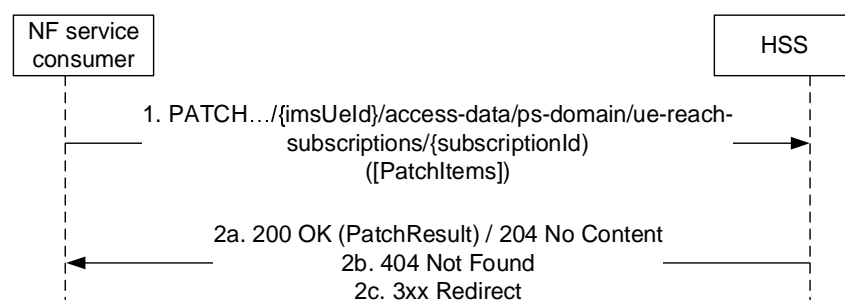 NF service
consumer
HSS
1. PATCH…/{imsUeId}/access-data/ps-domain/ue-reach-
subscriptions/{subscriptionId)
([PatchItems])
2a. 200 OK (PatchResult) / 204 No Content
2b. 404 Not Found
2c. 3xx Redirect